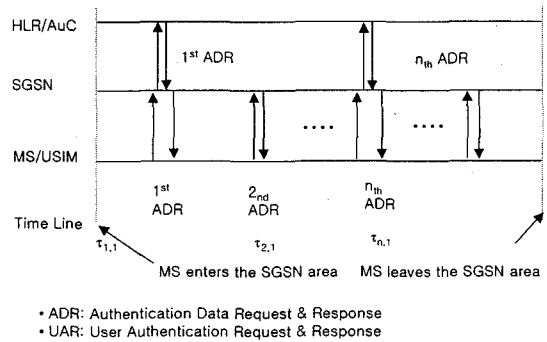 HLR/AuC
1st ADR
nth ADR
SGSN
....
....
MS/USIM
1st
ADR
2nd
ADR
nth
ADR
Time Line
τ1,1
τ2,1
τn,1
MS enters the SGSN area
MS leaves the SGSN area
• ADR: Authentication Data Request & Response
• UAR: User Authentication Request & Response